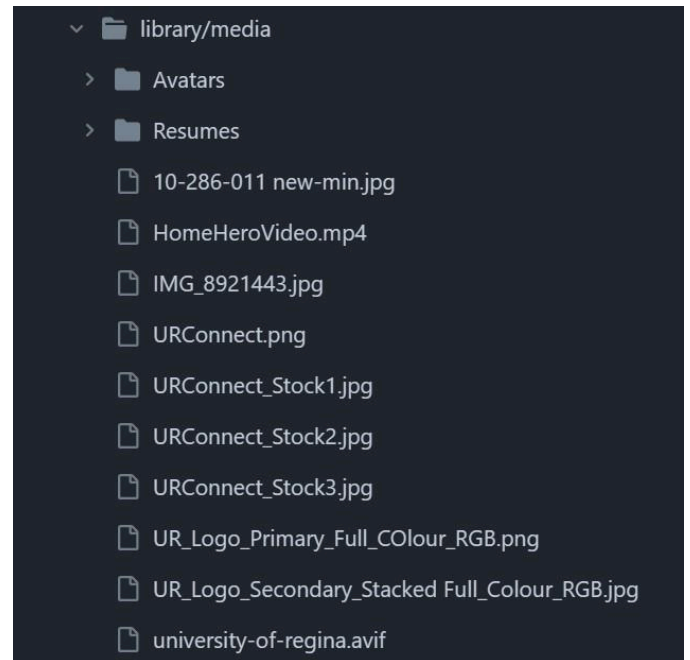 library/media
Avatars
Resumes
10-286-011 new-min.jpg
HomeHeroVideo.mp4
IMG_8921443.jpg
URConnect.png
URConnect_Stock1.jpg
URConnect_Stock2.jpg
URConnect_Stock3.jpg
UR_Logo_Primary_Full_COlour_RGB.png
UR_Logo_Secondary_Stacked Full_Colour_RGB.jpg
university-of-regina.avif